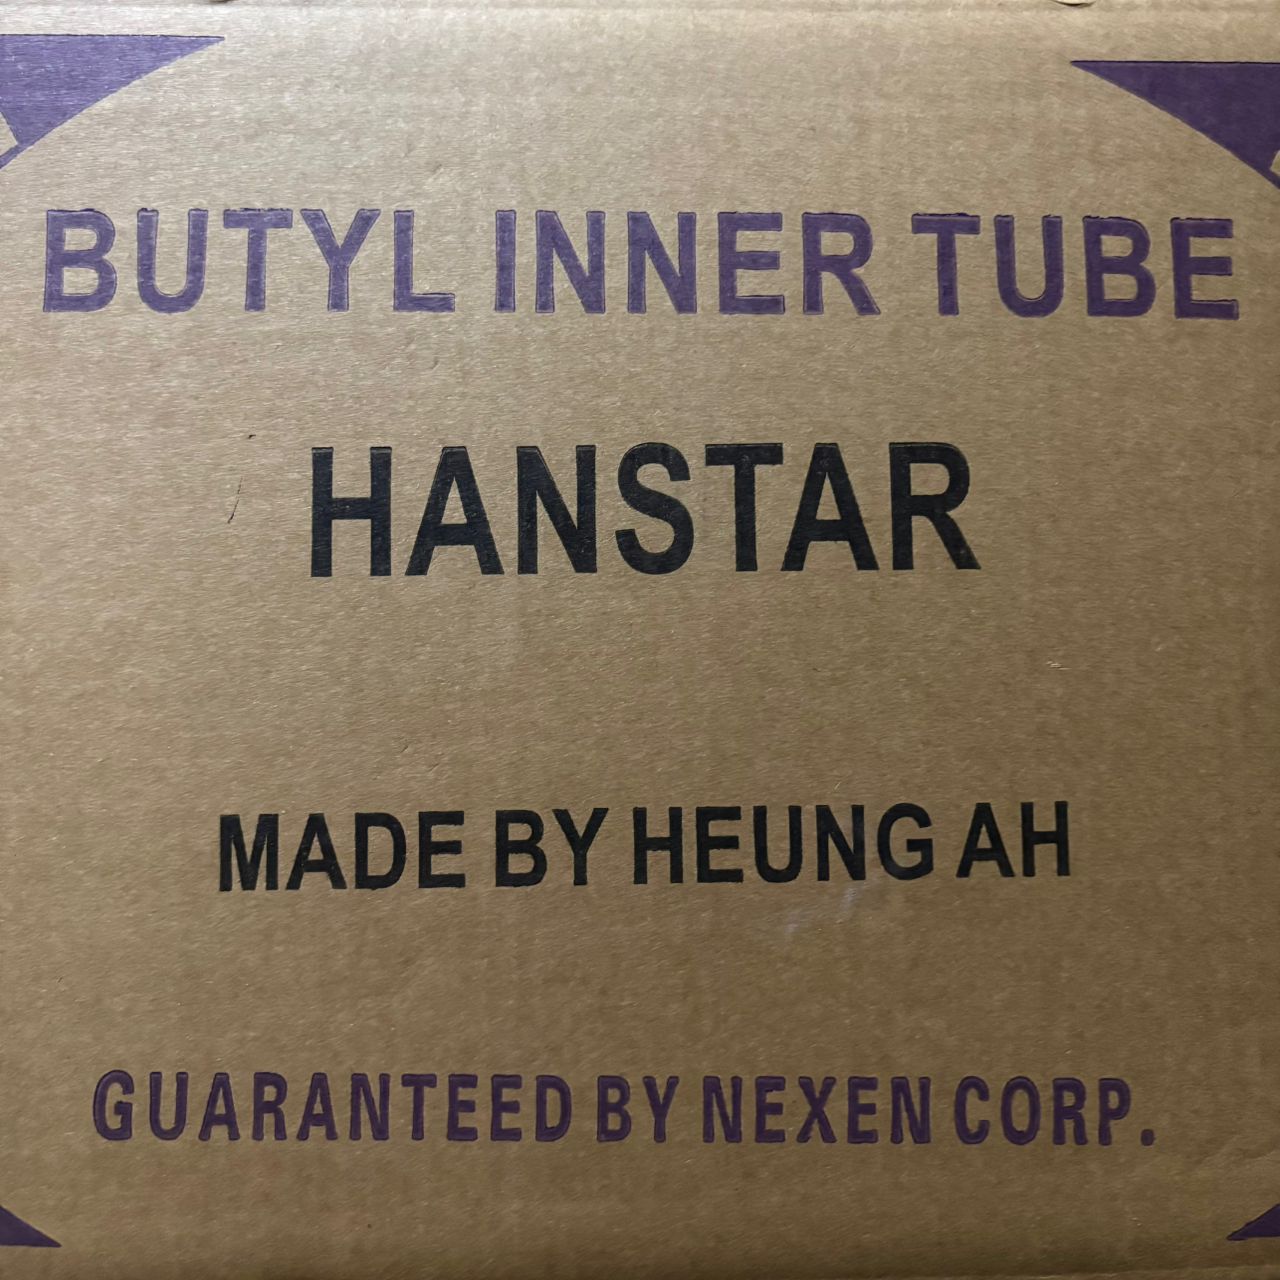 BUTYL INNER TUBE
HANSTAR
MADE BY HEUNG AH
GUARANTEED BY NEXEN CORP.